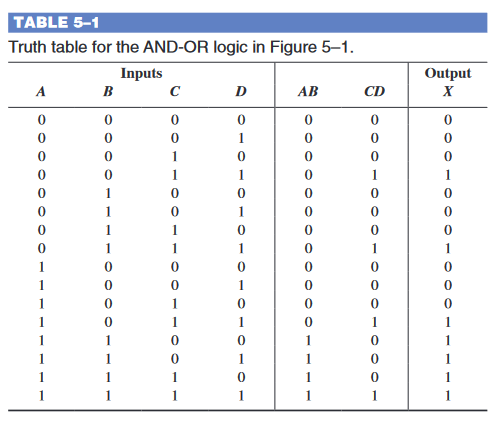 TABLE 5–1
Truth table for the AND-OR logic in Figure 5–1.
Inputs Output
A B C D AB CD X
0 0 0 0 0 0 0
0 0 0 1 0 0 0
0 0 1 0 0 0 0
0 0 1 1 0 1 1
0 1 0 0 0 0 0
0 1 0 1 0 0 0
0 1 1 0 0 0 0
0 1 1 1 0 1 1
1 0 0 0 0 0 0
1 0 0 1 0 0 0
1 0 1 0 0 0 0
1 0 1 1 0 1 1
1 1 0 0 1 0 1
1 1 0 1 1 0 1
1 1 1 0 1 0 1
1 1 1 1 1 1 1